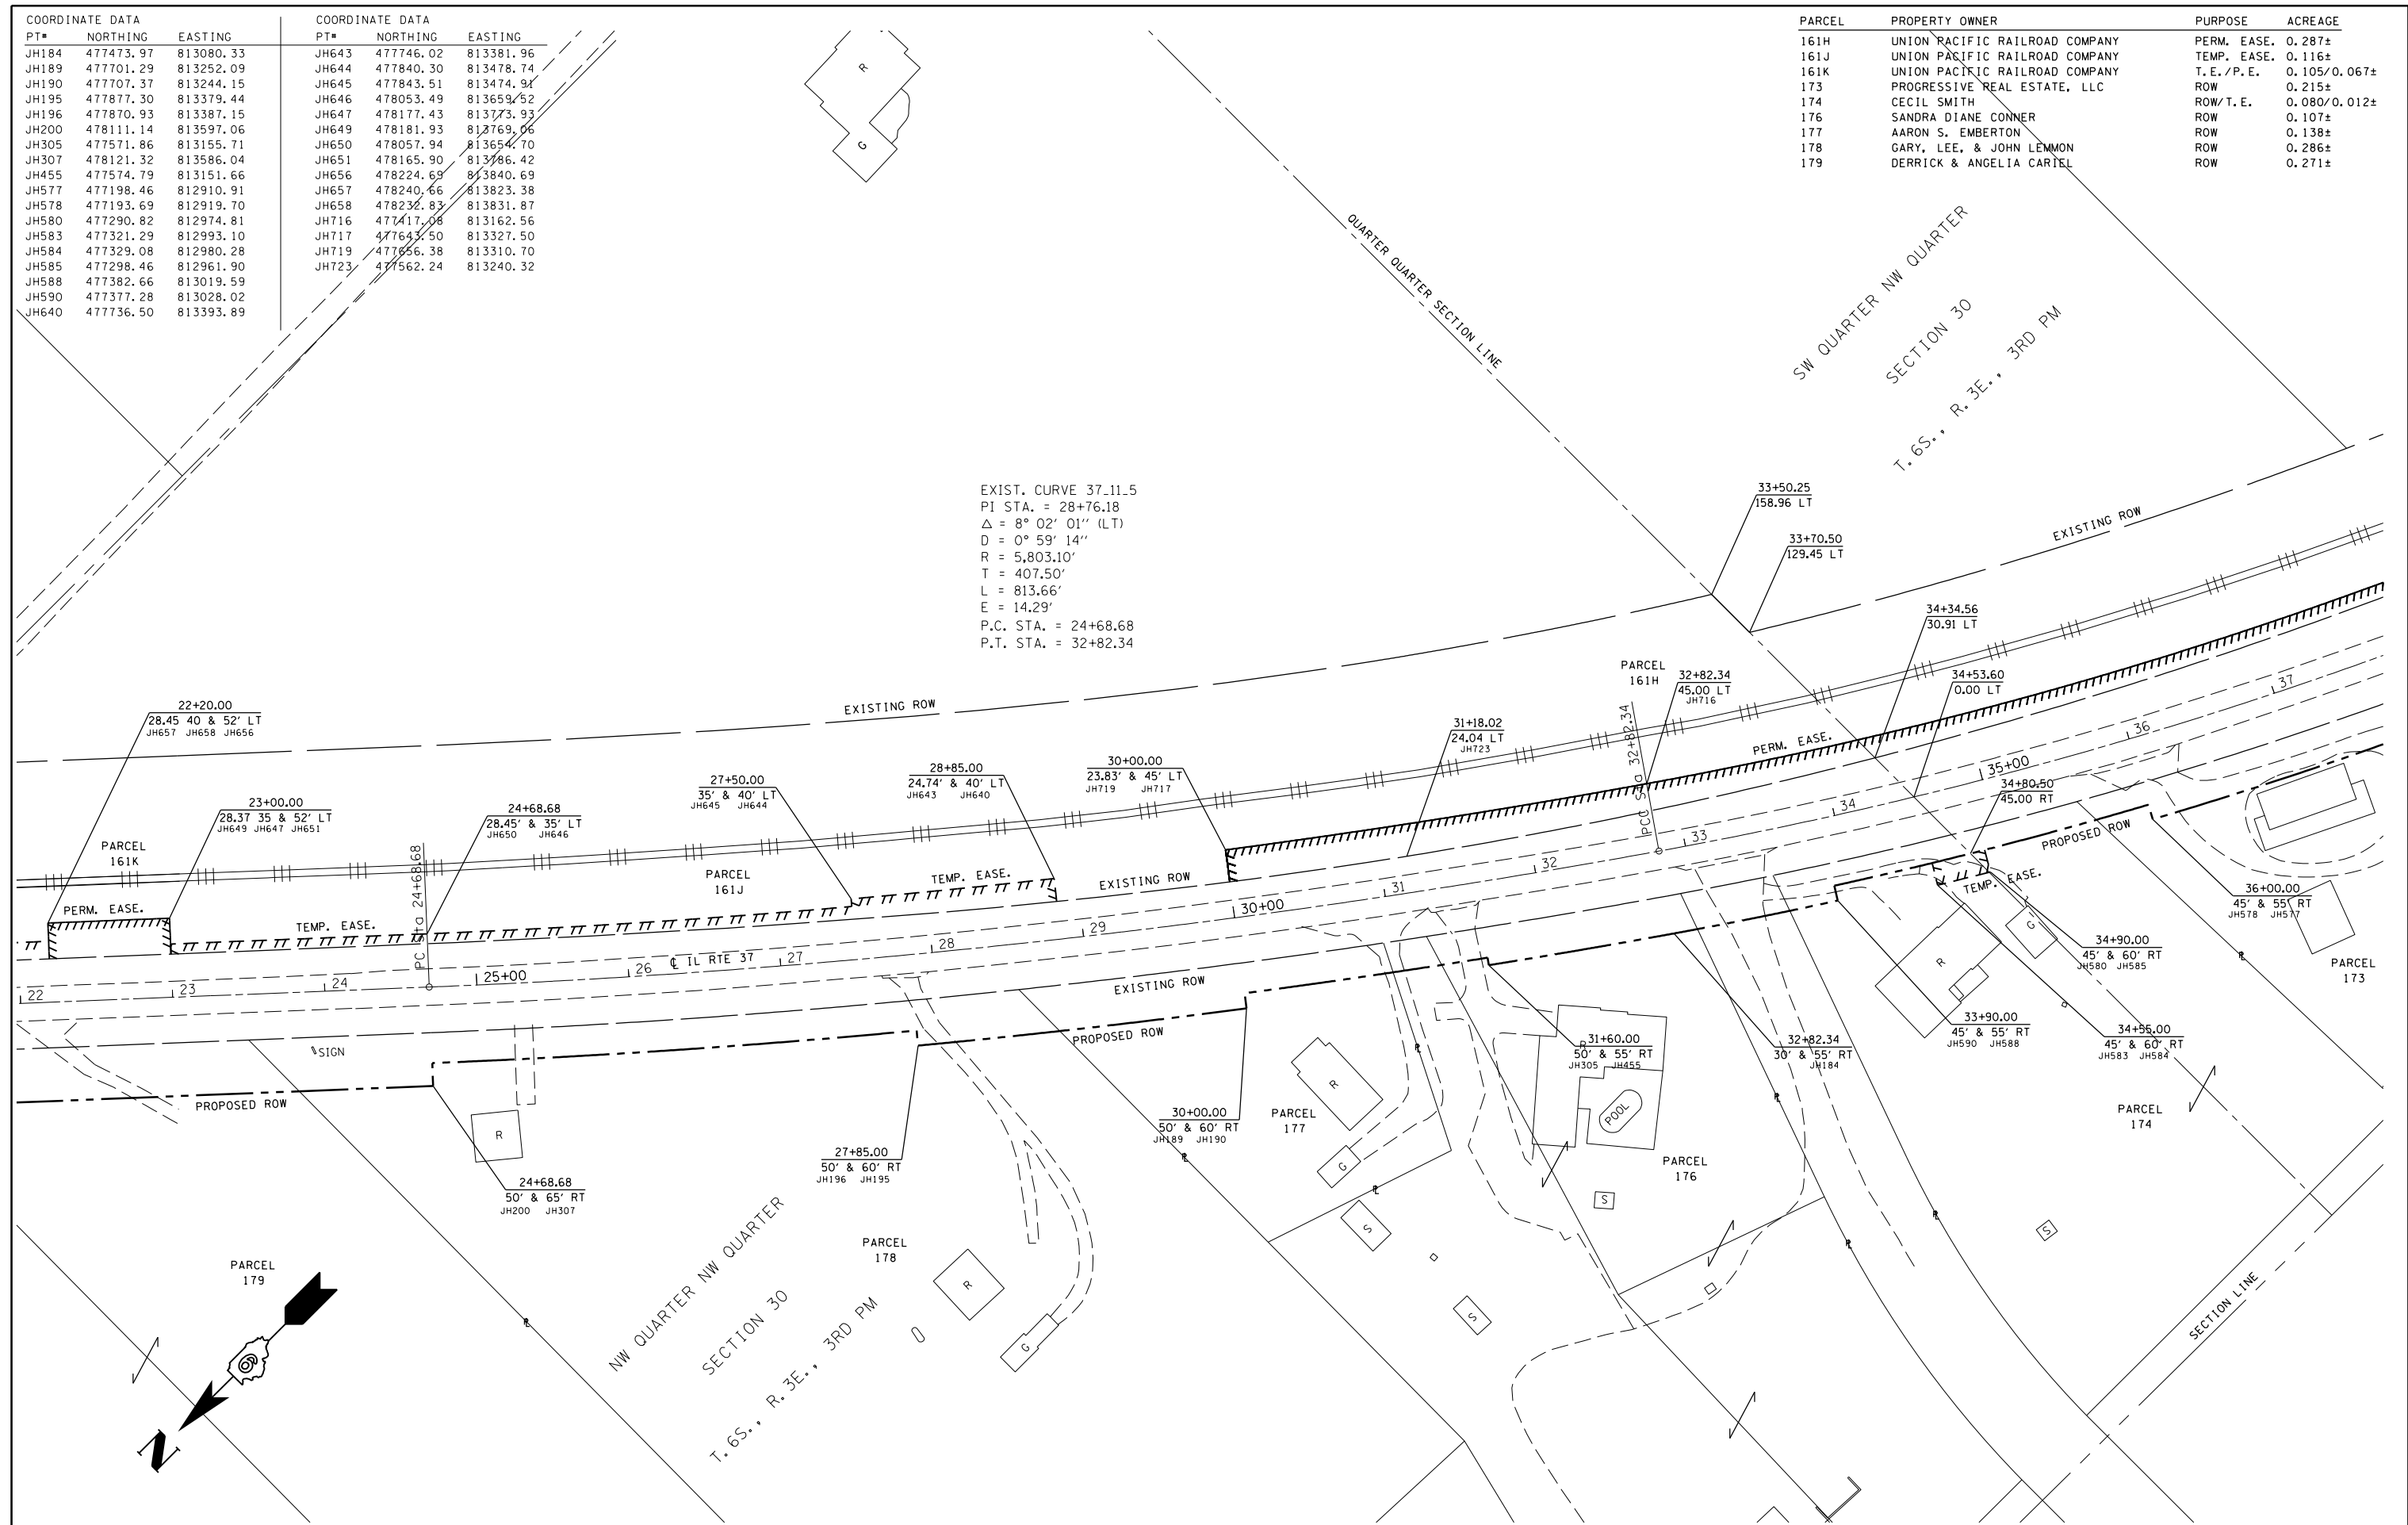 COORDINATE DATA
PT# NORTHING EASTING
JH184 477473.97 813080.33
JH189 477701.29 813252.09
JH190 477707.37 813244.15
JH195 477877.30 813379.44
JH196 477870.93 813387.15
JH200 478111.14 813597.06
JH305 477571.86 813155.71
JH307 478121.32 813586.04
JH455 477574.79 813151.66
JH577 477198.46 812910.91
JH578 477193.69 812919.70
JH580 477290.82 812974.81
JH583 477321.29 812993.10
JH584 477329.08 812980.28
JH585 477298.46 812961.90
JH588 477382.66 813019.59
JH590 477377.28 813028.02
JH640 477736.50 813393.89
COORDINATE DATA
PT# NORTHING EASTING
JH643 477746.02 813381.96
JH644 477840.30 813478.74
JH645 477843.51 813474.91
JH646 478053.49 813659.52
JH647 478177.43 813773.93
JH649 478181.93 813769.06
JH650 478057.94 813654.70
JH651 478165.90 813786.42
JH656 478224.69 813840.69
JH657 478240.66 813823.38
JH658 478232.83 813831.87
JH716 477417.08 813162.56
JH717 477643.50 813327.50
JH719 477656.38 813310.70
JH723 477562.24 813240.32
PARCEL PROPERTY OWNER PURPOSE ACREAGE
161H UNION PACIFIC RAILROAD COMPANY PERM. EASE. 0.287±
161J UNION PACIFIC RAILROAD COMPANY TEMP. EASE. 0.116±
161K UNION PACIFIC RAILROAD COMPANY T.E./P.E. 0.105/0.067±
173 PROGRESSIVE REAL ESTATE, LLC ROW 0.215±
174 CECIL SMITH ROW/T.E. 0.080/0.012±
176 SANDRA DIANE CONNER ROW 0.107±
177 AARON S. EMBERTON ROW 0.138±
178 GARY, LEE, & JOHN LEMMON ROW 0.286±
179 DERRICK & ANGELIA CARIEL ROW 0.271±
R
G
QUARTER QUARTER SECTION LINE
SW QUARTER NW QUARTER
SECTION 30
T. 6S., R. 3E., 3RD PM
EXIST. CURVE 37_11_5
PI STA. = 28+76.18
Δ = 8° 02' 01'' (LT)
D = 0° 59' 14''
R = 5,803.10'
T = 407.50'
L = 813.66'
E = 14.29'
P.C. STA. = 24+68.68
P.T. STA. = 32+82.34
33+50.25
158.96 LT
33+70.50
129.45 LT
EXISTING ROW
34+34.56
30.91 LT
34+53.60
0.00 LT
PARCEL
161H
32+82.34
45.00 LT
JH716
PCC Sta 32+82.34
31+18.02
24.04 LT
JH723
PERM. EASE.
EXISTING ROW
22+20.00
28.45 40 & 52' LT
JH657 JH658 JH656
23+00.00
28.37 35 & 52' LT
JH649 JH647 JH651
24+68.68
28.45' & 35' LT
JH650 JH646
27+50.00
35' & 40' LT
JH645 JH644
28+85.00
24.74' & 40' LT
JH643 JH640
30+00.00
23.83' & 45' LT
JH719 JH717
PARCEL
161K
PARCEL
161J
PERM. EASE.
TEMP. EASE.
TEMP. EASE.
EXISTING ROW
PC Sta 24+68.68
22
23
24
25+00
26
℄ IL RTE 37
27
28
29
30+00
31
32
33
34
35+00
36
37
34+80.50
45.00 RT
PROPOSED ROW
TEMP. EASE.
36+00.00
45' & 55' RT
JH578 JH577
34+90.00
45' & 60' RT
JH580 JH585
34+55.00
45' & 60' RT
JH583 JH584
33+90.00
45' & 55' RT
JH590 JH588
32+82.34
30' & 55' RT
JH184
31+60.00
50' & 55' RT
JH305 JH455
30+00.00
50' & 60' RT
JH189 JH190
27+85.00
50' & 60' RT
JH196 JH195
24+68.68
50' & 65' RT
JH200 JH307
SIGN
PROPOSED ROW
EXISTING ROW
PROPOSED ROW
R
R
R
R
R
G
G
G
POOL
S
S
S
S
PARCEL
173
PARCEL
174
PARCEL
176
PARCEL
177
PARCEL
178
PARCEL
179
NW QUARTER NW QUARTER
SECTION 30
T. 6S., R. 3E., 3RD PM
SECTION LINE
N